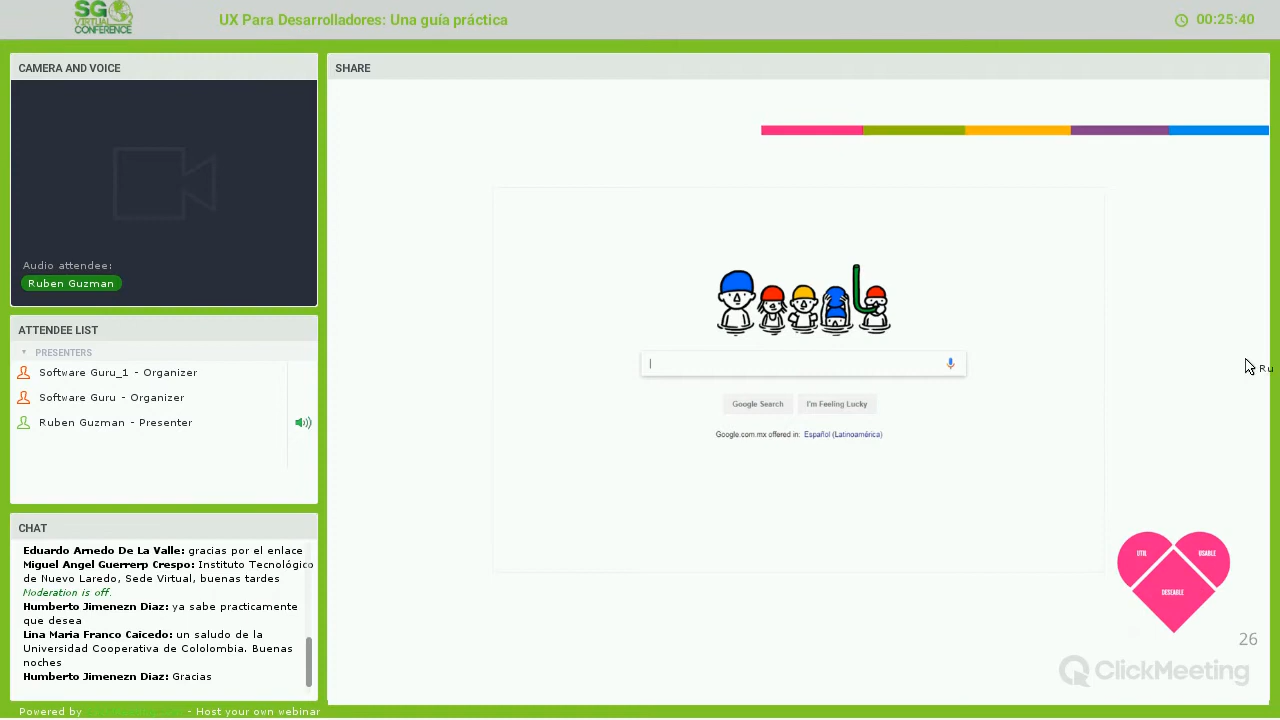 SG
VIRTUAL
CONFERENCE
UX Para Desarrolladores: Una guía práctica
00:25:40
CAMERA AND VOICE
Audio attendee:
Ruben Guzman
ATTENDEE LIST
PRESENTERS
Software Guru_1 - Organizer
Software Guru - Organizer
Ruben Guzman - Presenter
CHAT
Eduardo Arnedo De La Valle: gracias por el enlace
Miguel Angel Guerrerp Crespo: Instituto Tecnológico
de Nuevo Laredo, Sede Virtual, buenas tardes
Moderation is off.
Humberto Jimenezn Diaz: ya sabe practicamente
que desea
Lina Maria Franco Caicedo: un saludo de la
Universidad Cooperativa de Cololombia. Buenas
noches
Humberto Jimenezn Diaz: Gracias
Powered by - Host your own webinar
SHARE
Google Search
I'm Feeling Lucky
Google.com.mx offered in: Español (Latinoamérica)
Ru
UTIL
USABLE
DESEABLE
26
ClickMeeting